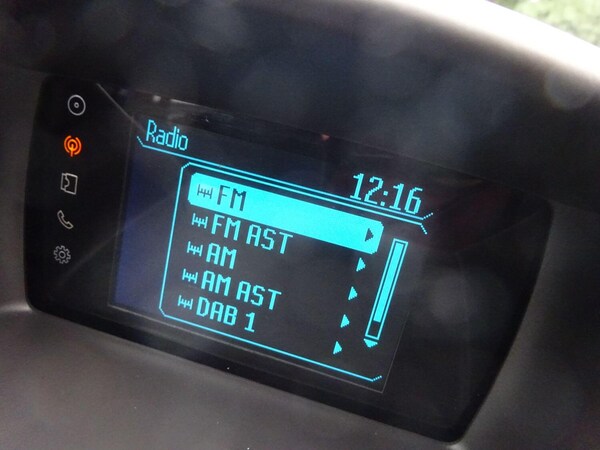 Radio
12:16
FM
FM AST
AM
AM AST
DAB 1